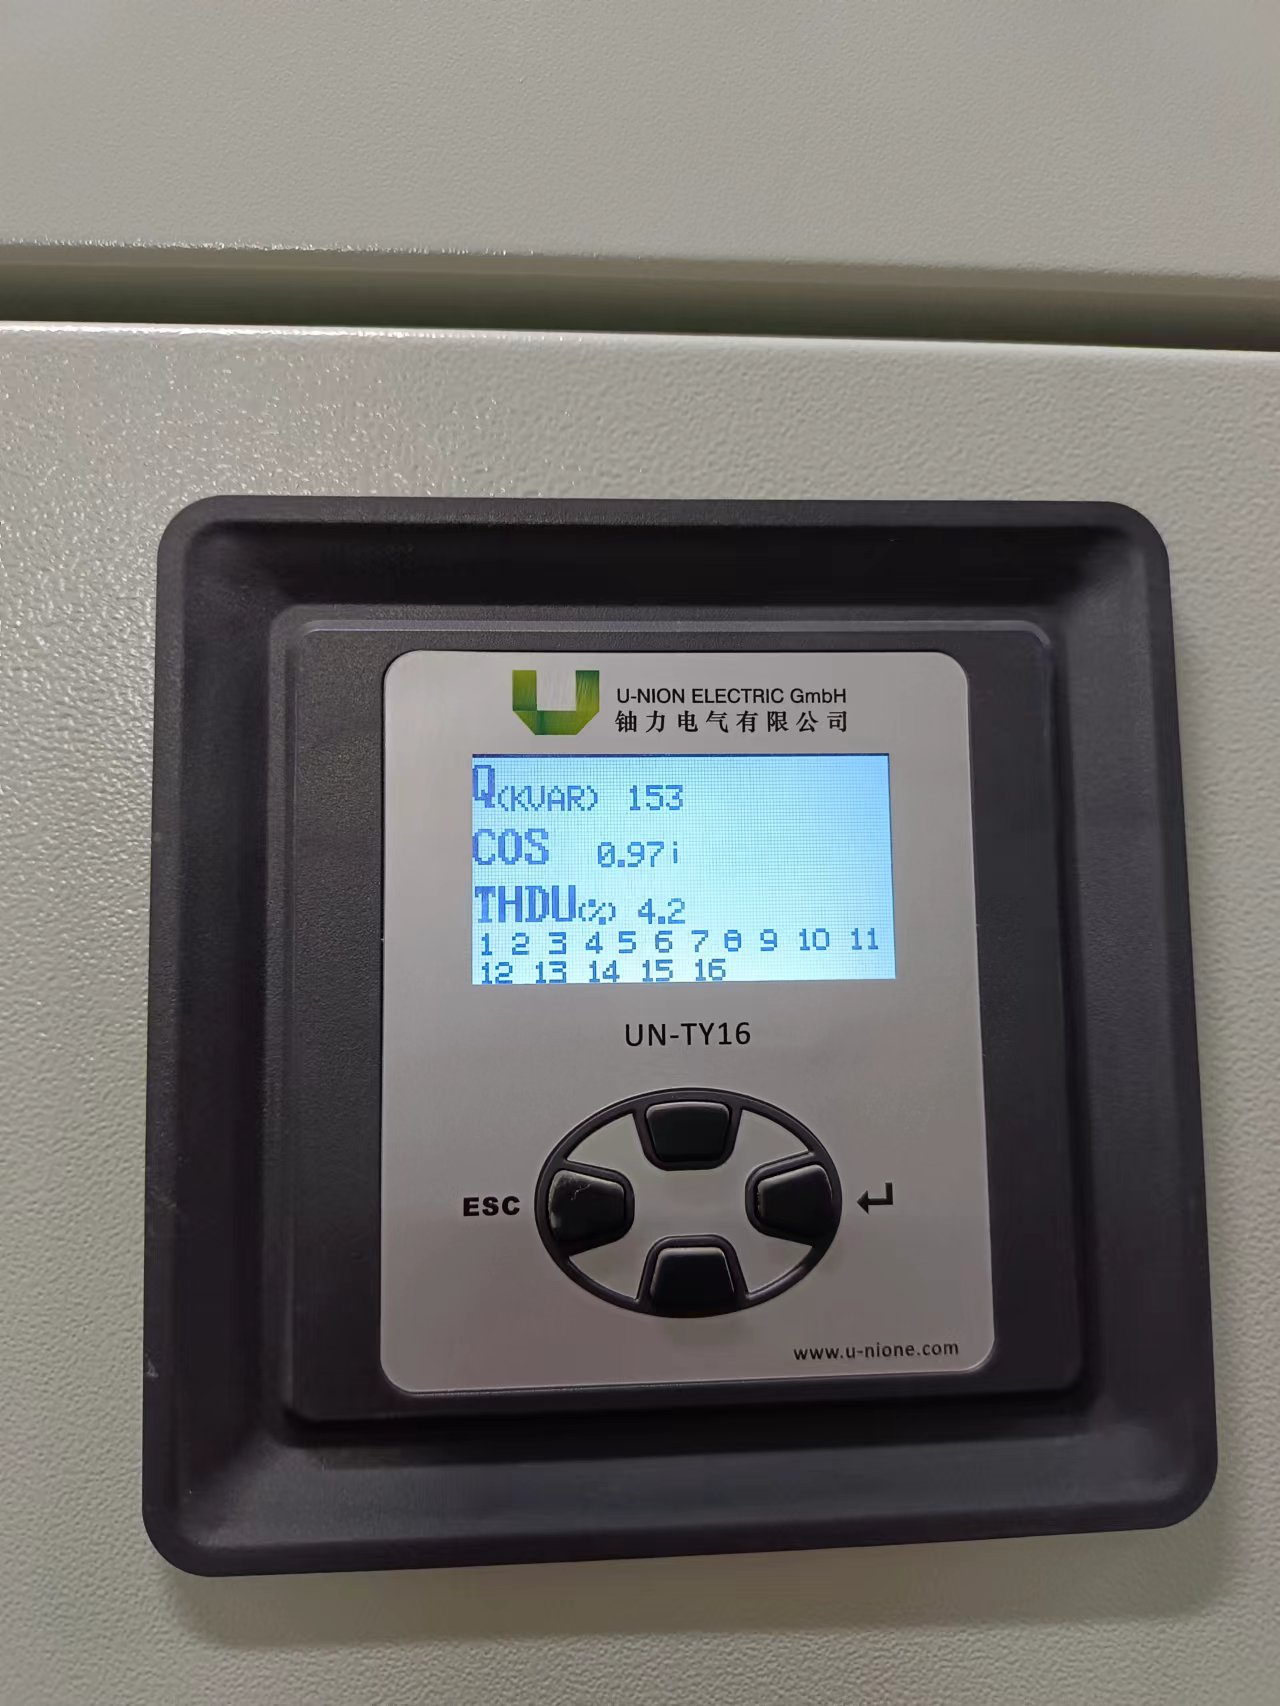 U-NION ELECTRIC GmbH
铀力电气有限公司
Q(KVAR) 153
COS 0.97i
THDU(%) 4.2
1 2 3 4 5 6 7 8 9 10 11
12 13 14 15 16
UN-TY16
ESC
www.u-nione.com